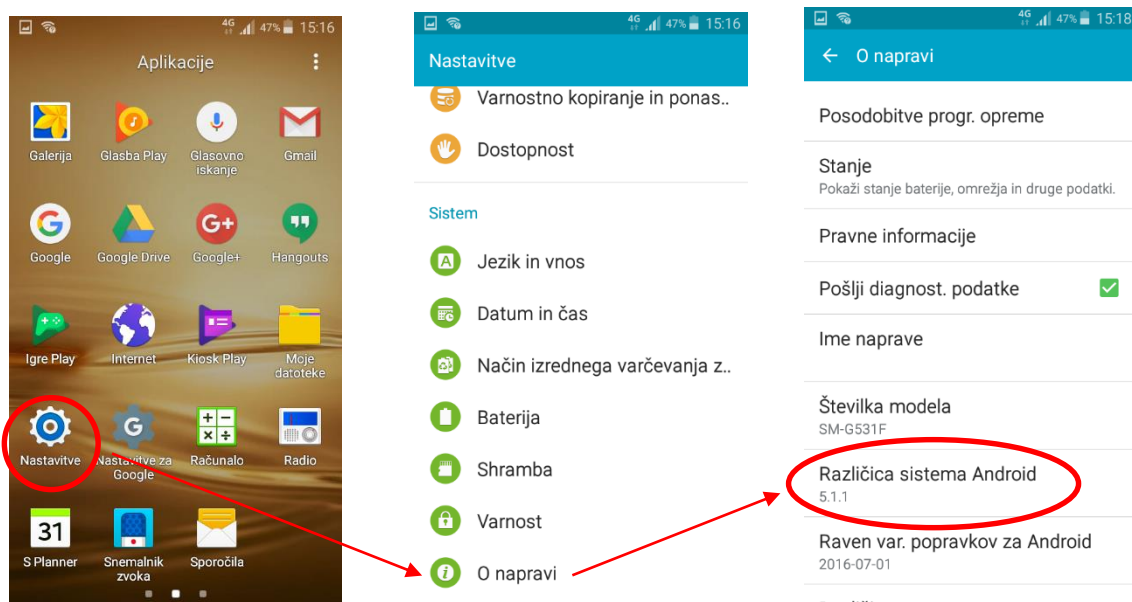 4G 47% 15:16
Aplikacije
Galerija Glasba Play Glasovno iskanje Gmail
Google Google Drive Google+ Hangouts
Igre Play Internet Kiosk Play Moje datoteke
Nastavitve Nastavitve za Google Računalo Radio
31
S Planner Snemalnik zvoka Sporočila
4G 47% 15:16
Nastavitve
Varnostno kopiranje in ponas..
Dostopnost
Sistem
A Jezik in vnos
Datum in čas
Način izrednega varčevanja z..
Baterija
Shramba
Varnost
i O napravi
4G 47% 15:18
O napravi
Posodobitve progr. opreme
Stanje
Pokaži stanje baterije, omrežja in druge podatki.
Pravne informacije
Pošlji diagnost. podatke
Ime naprave
Številka modela
SM-G531F
Različica sistema Android
5.1.1
Raven var. popravkov za Android
2016-07-01